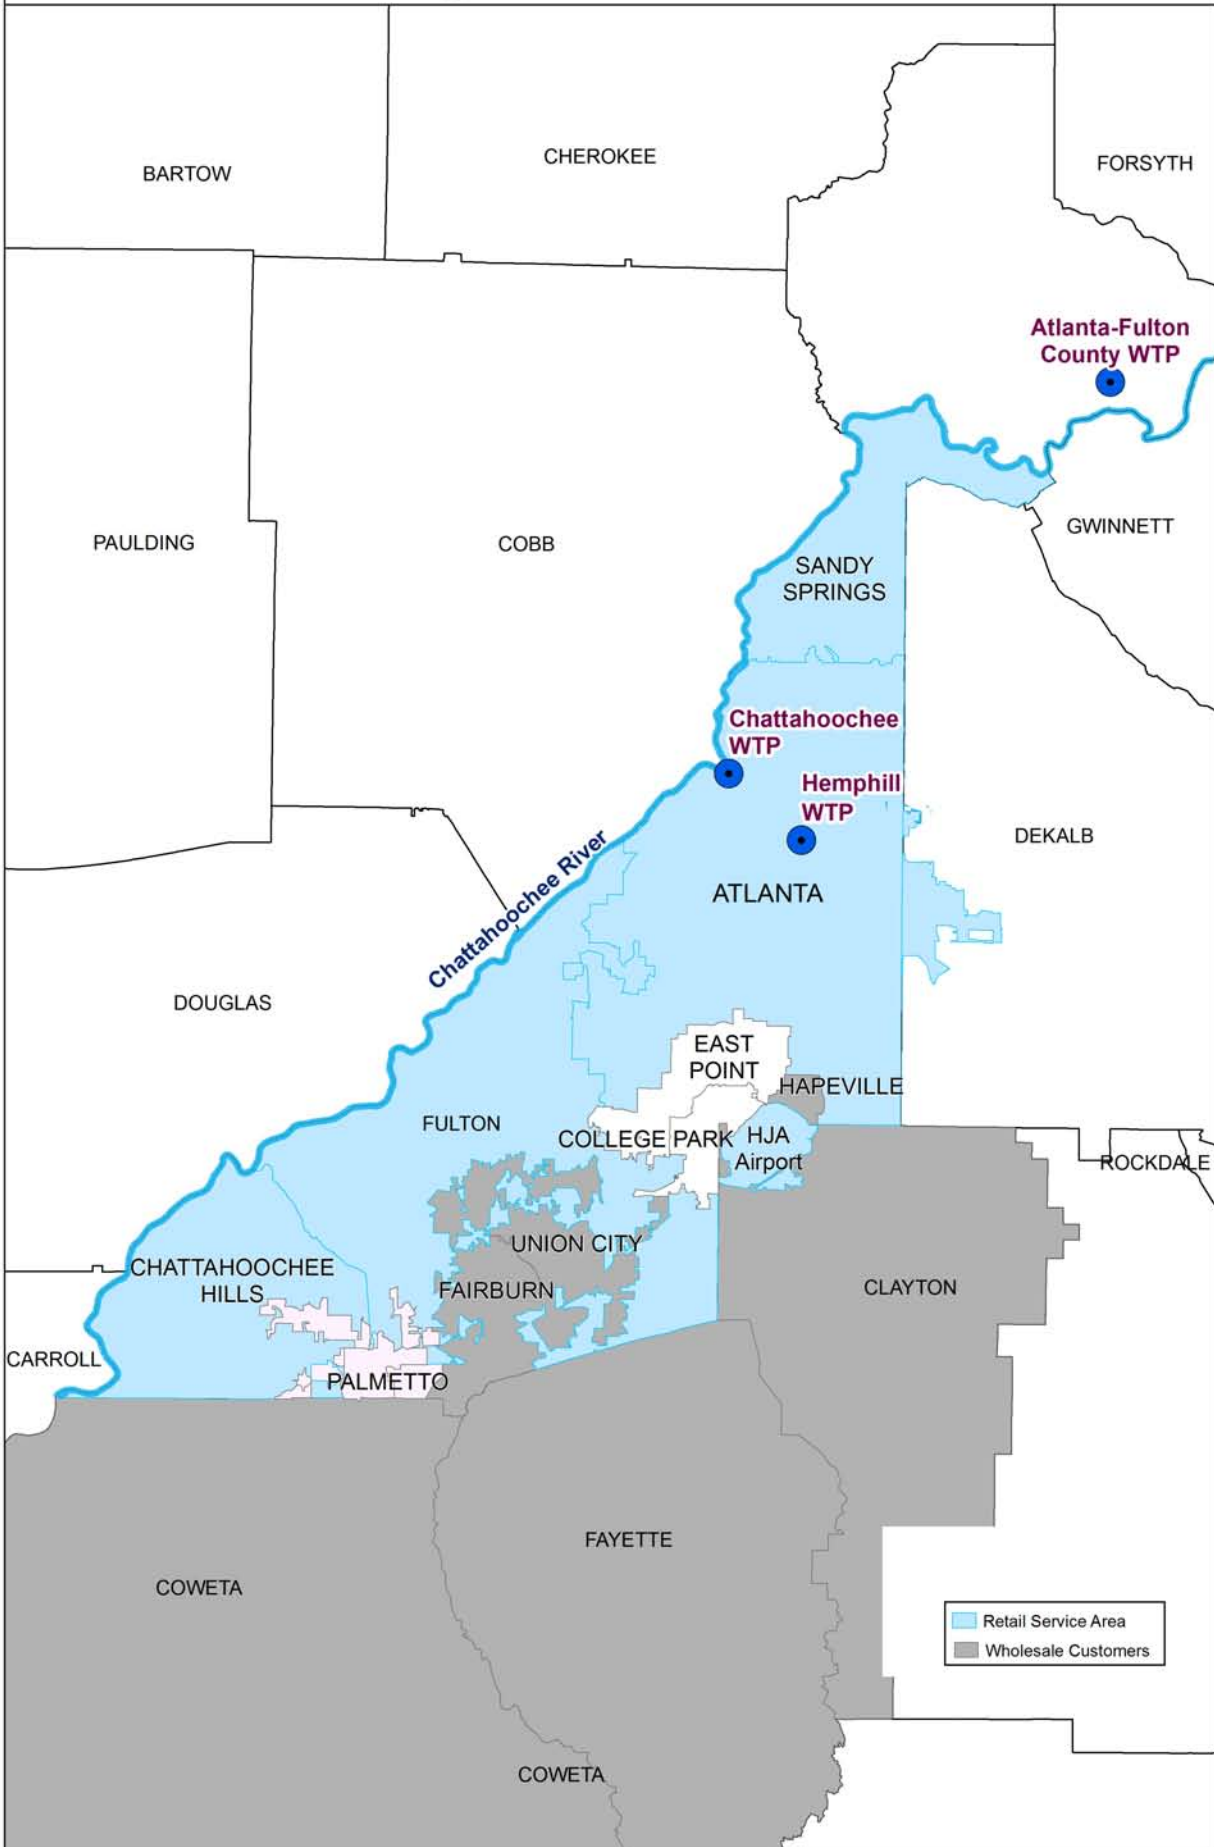 BARTOW
CHEROKEE
FORSYTH
Atlanta-Fulton
County WTP
PAULDING
COBB
GWINNETT
SANDY
SPRINGS
Chattahoochee
WTP
Hemphill
WTP
DEKALB
ATLANTA
Chattahoochee River
DOUGLAS
EAST
POINT
HAPEVILLE
FULTON
COLLEGE PARK
HJA
Airport
ROCKDALE
UNION CITY
CHATTAHOOCHEE
HILLS
FAIRBURN
CLAYTON
CARROLL
PALMETTO
FAYETTE
COWETA
Retail Service Area
Wholesale Customers
COWETA